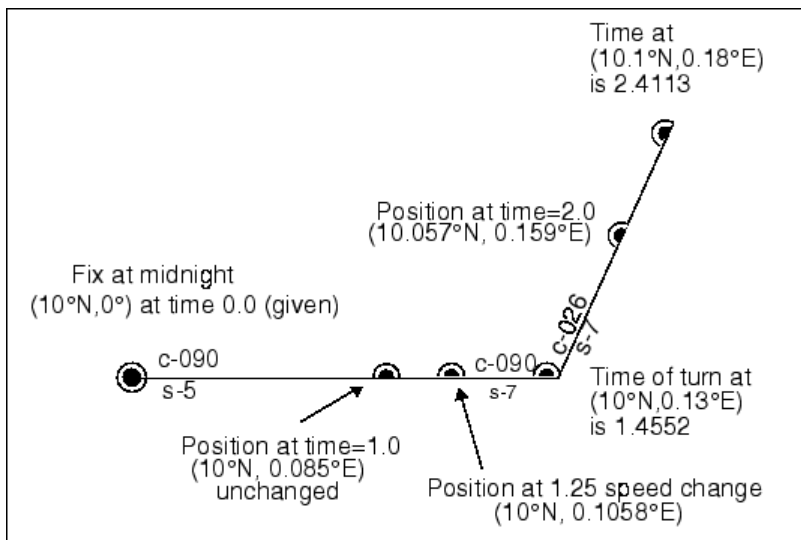 Time at
(10.1°N,0.18°E)
is 2.4113
Position at time=2.0
(10.057°N, 0.159°E)
Fix at midnight
(10°N,0°) at time 0.0 (given)
c-026
s-7
c-090
s-5
c-090
s-7
Time of turn at
(10°N,0.13°E)
is 1.4552
Position at time=1.0
(10°N, 0.085°E)
unchanged
Position at 1.25 speed change
(10°N, 0.1058°E)